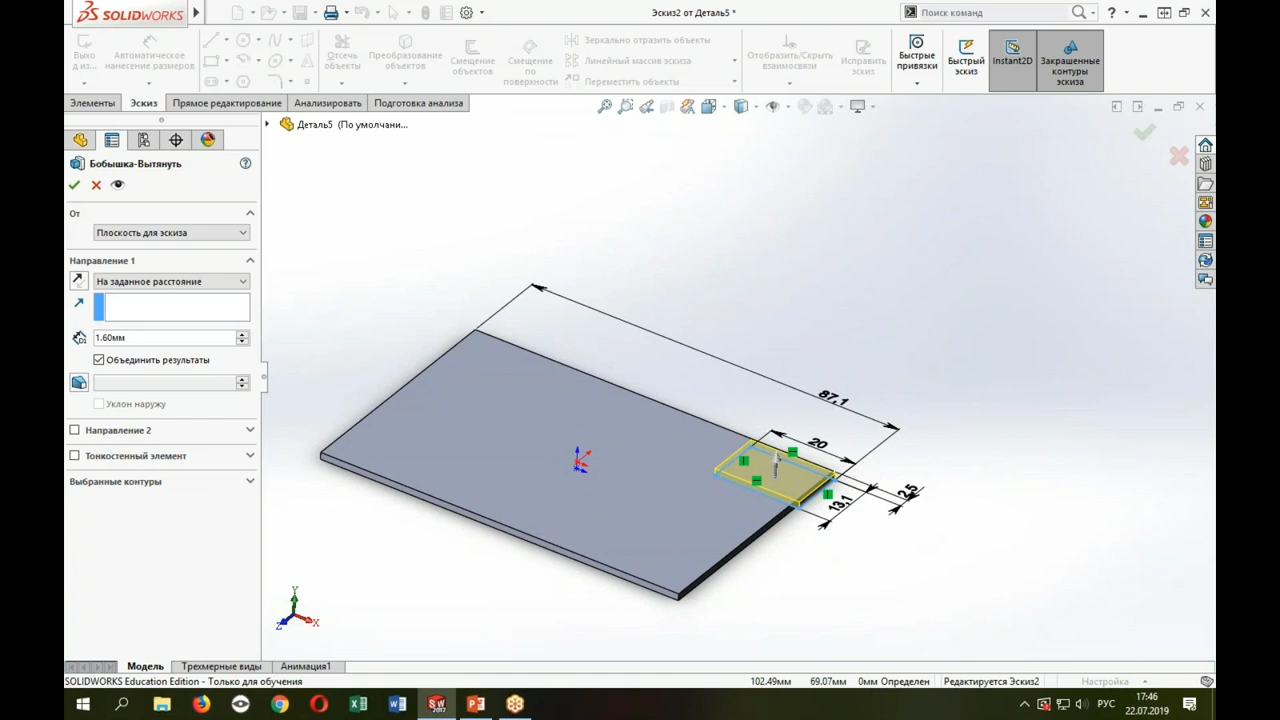 SOLIDWORKS
Эскиз2 от Деталь5 *
Поиск команд
Выхо
д из...
Автоматическое
нанесение размеров
Отсечь
объекты
Преобразование
объектов
Смещение
объектов
Смещение
по
поверхности
Зеркально отразить объекты
Линейный массив эскиза
Переместить объекты
Отобразить/Скрыть
взаимосвязи
Исправить
эскиз
Быстрые
привязки
Быстрый
эскиз
Instant2D
Закрашенные
контуры
эскиза
Элементы
Эскиз
Прямое редактирование
Анализировать
Подготовка анализа
Деталь5 (По умолчани...
Бобышка-Вытянуть
От
Плоскость для эскиза
Направление 1
На заданное расстояние
D1
1.60мм
Объединить результаты
Уклон наружу
Направление 2
Тонкостенный элемент
Выбранные контуры
87,1
20
2,5
13,1
Y
X
Z
Модель
Трехмерные виды
Анимация1
SOLIDWORKS Education Edition - Только для обучения
102.49мм
69.07мм
0мм
Определен
Редактируется Эскиз2
Настройка
SW
2017
РУС
17:46
22.07.2019